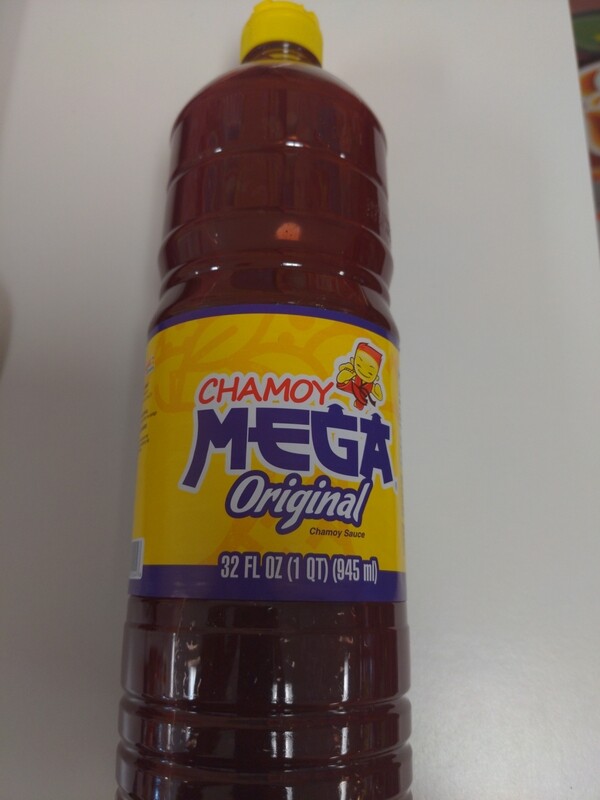 CHAMOY
MEGA
Original
Chamoy Sauce
32 FL OZ (1 QT) (945 ml)